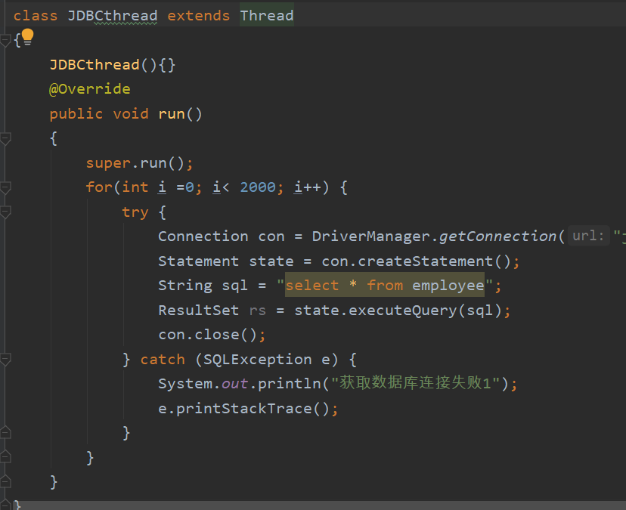 class JDBCthread extends Thread
{
    JDBCthread(){}
    @Override
    public void run()
    {
        super.run();
        for(int i =0; i< 2000; i++) {
            try {
                Connection con = DriverManager.getConnection( url: "
                Statement state = con.createStatement();
                String sql = "select * from employee";
                ResultSet rs = state.executeQuery(sql);
                con.close();
            } catch (SQLException e) {
                System.out.println("获取数据库连接失败1");
                e.printStackTrace();
            }
        }
    }
}